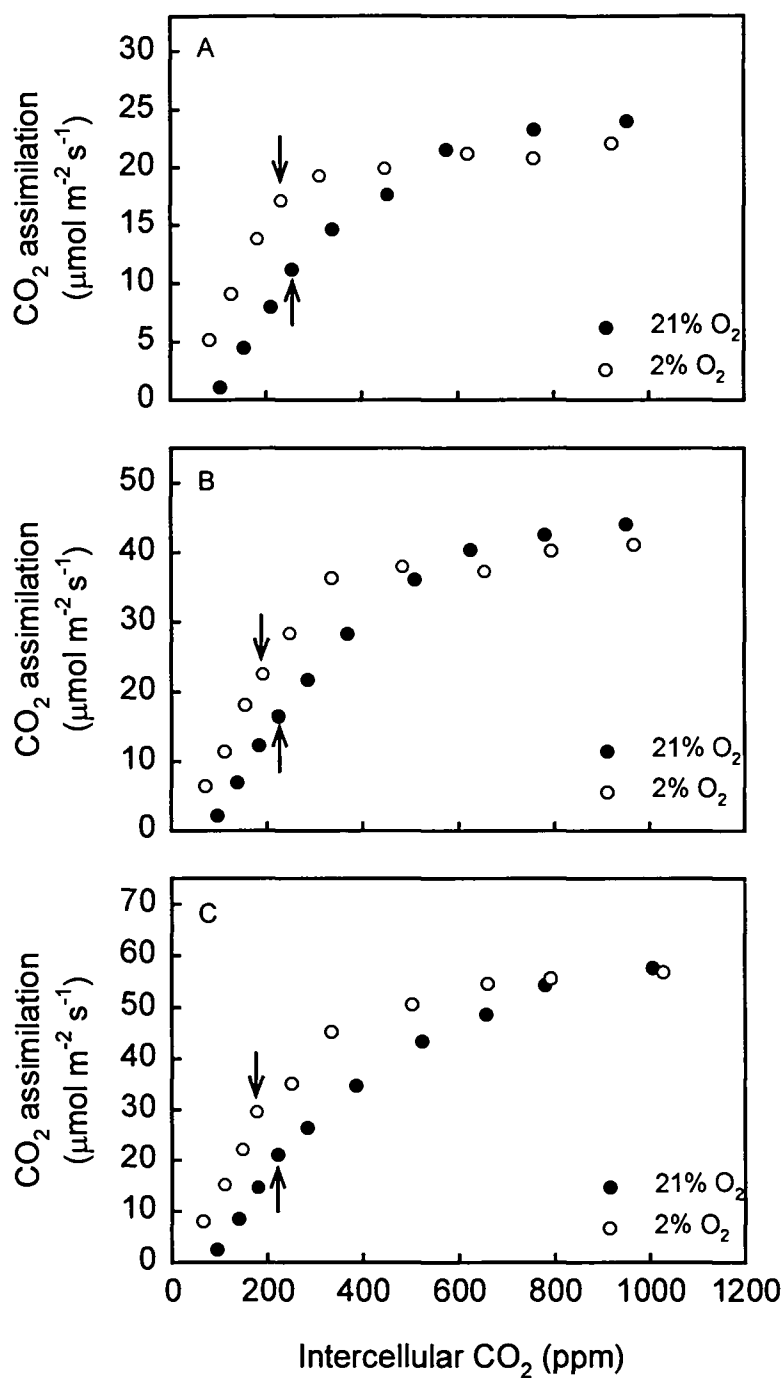 A
30
25
20
15
10
5
0
CO₂ assimilation
(μmol m⁻² s⁻¹)
21% O₂
2% O₂
B
50
40
30
20
10
0
CO₂ assimilation
(μmol m⁻² s⁻¹)
21% O₂
2% O₂
C
70
60
50
40
30
20
10
0
CO₂ assimilation
(μmol m⁻² s⁻¹)
21% O₂
2% O₂
0 200 400 600 800 1000 1200
Intercellular CO₂ (ppm)